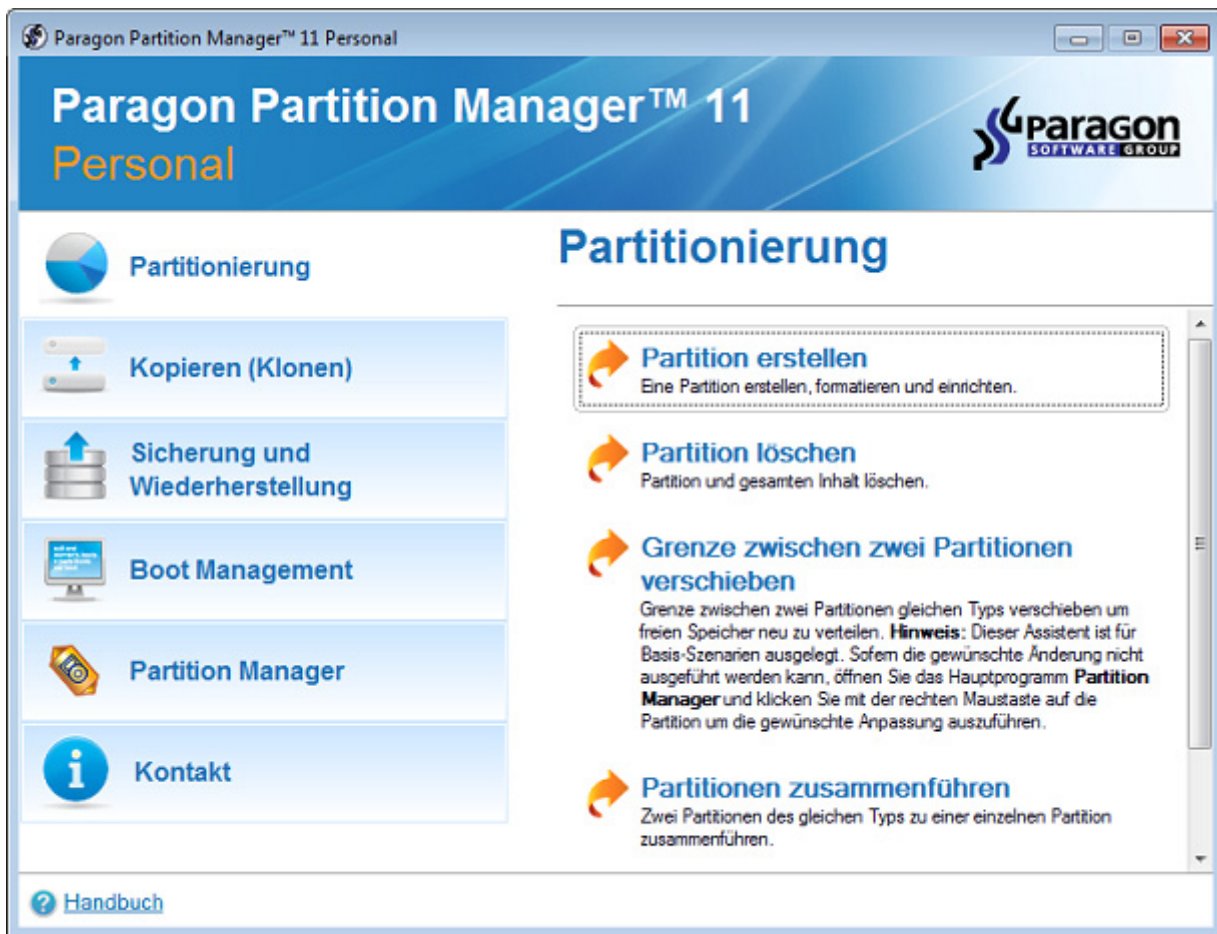 Paragon Partition Manager™ 11 Personal
Paragon Partition Manager™ 11
Personal
Paragon
SOFTWARE GROUP
Partitionierung
Kopieren (Klonen)
Sicherung und
Wiederherstellung
Boot Management
Partition Manager
Kontakt
Partitionierung
Partition erstellen
Eine Partition erstellen, formatieren und einrichten.
Partition löschen
Partition und gesamten Inhalt löschen.
Grenze zwischen zwei Partitionen
verschieben
Grenze zwischen zwei Partitionen gleichen Typs verschieben um
freien Speicher neu zu verteilen. Hinweis: Dieser Assistent ist für
Basis-Szenarien ausgelegt. Sofern die gewünschte Änderung nicht
ausgeführt werden kann, öffnen Sie das Hauptprogramm Partition
Manager und klicken Sie mit der rechten Maustaste auf die
Partition um die gewünschte Anpassung auszuführen.
Partitionen zusammenführen
Zwei Partitionen des gleichen Typs zu einer einzelnen Partition
zusammenführen.
Handbuch